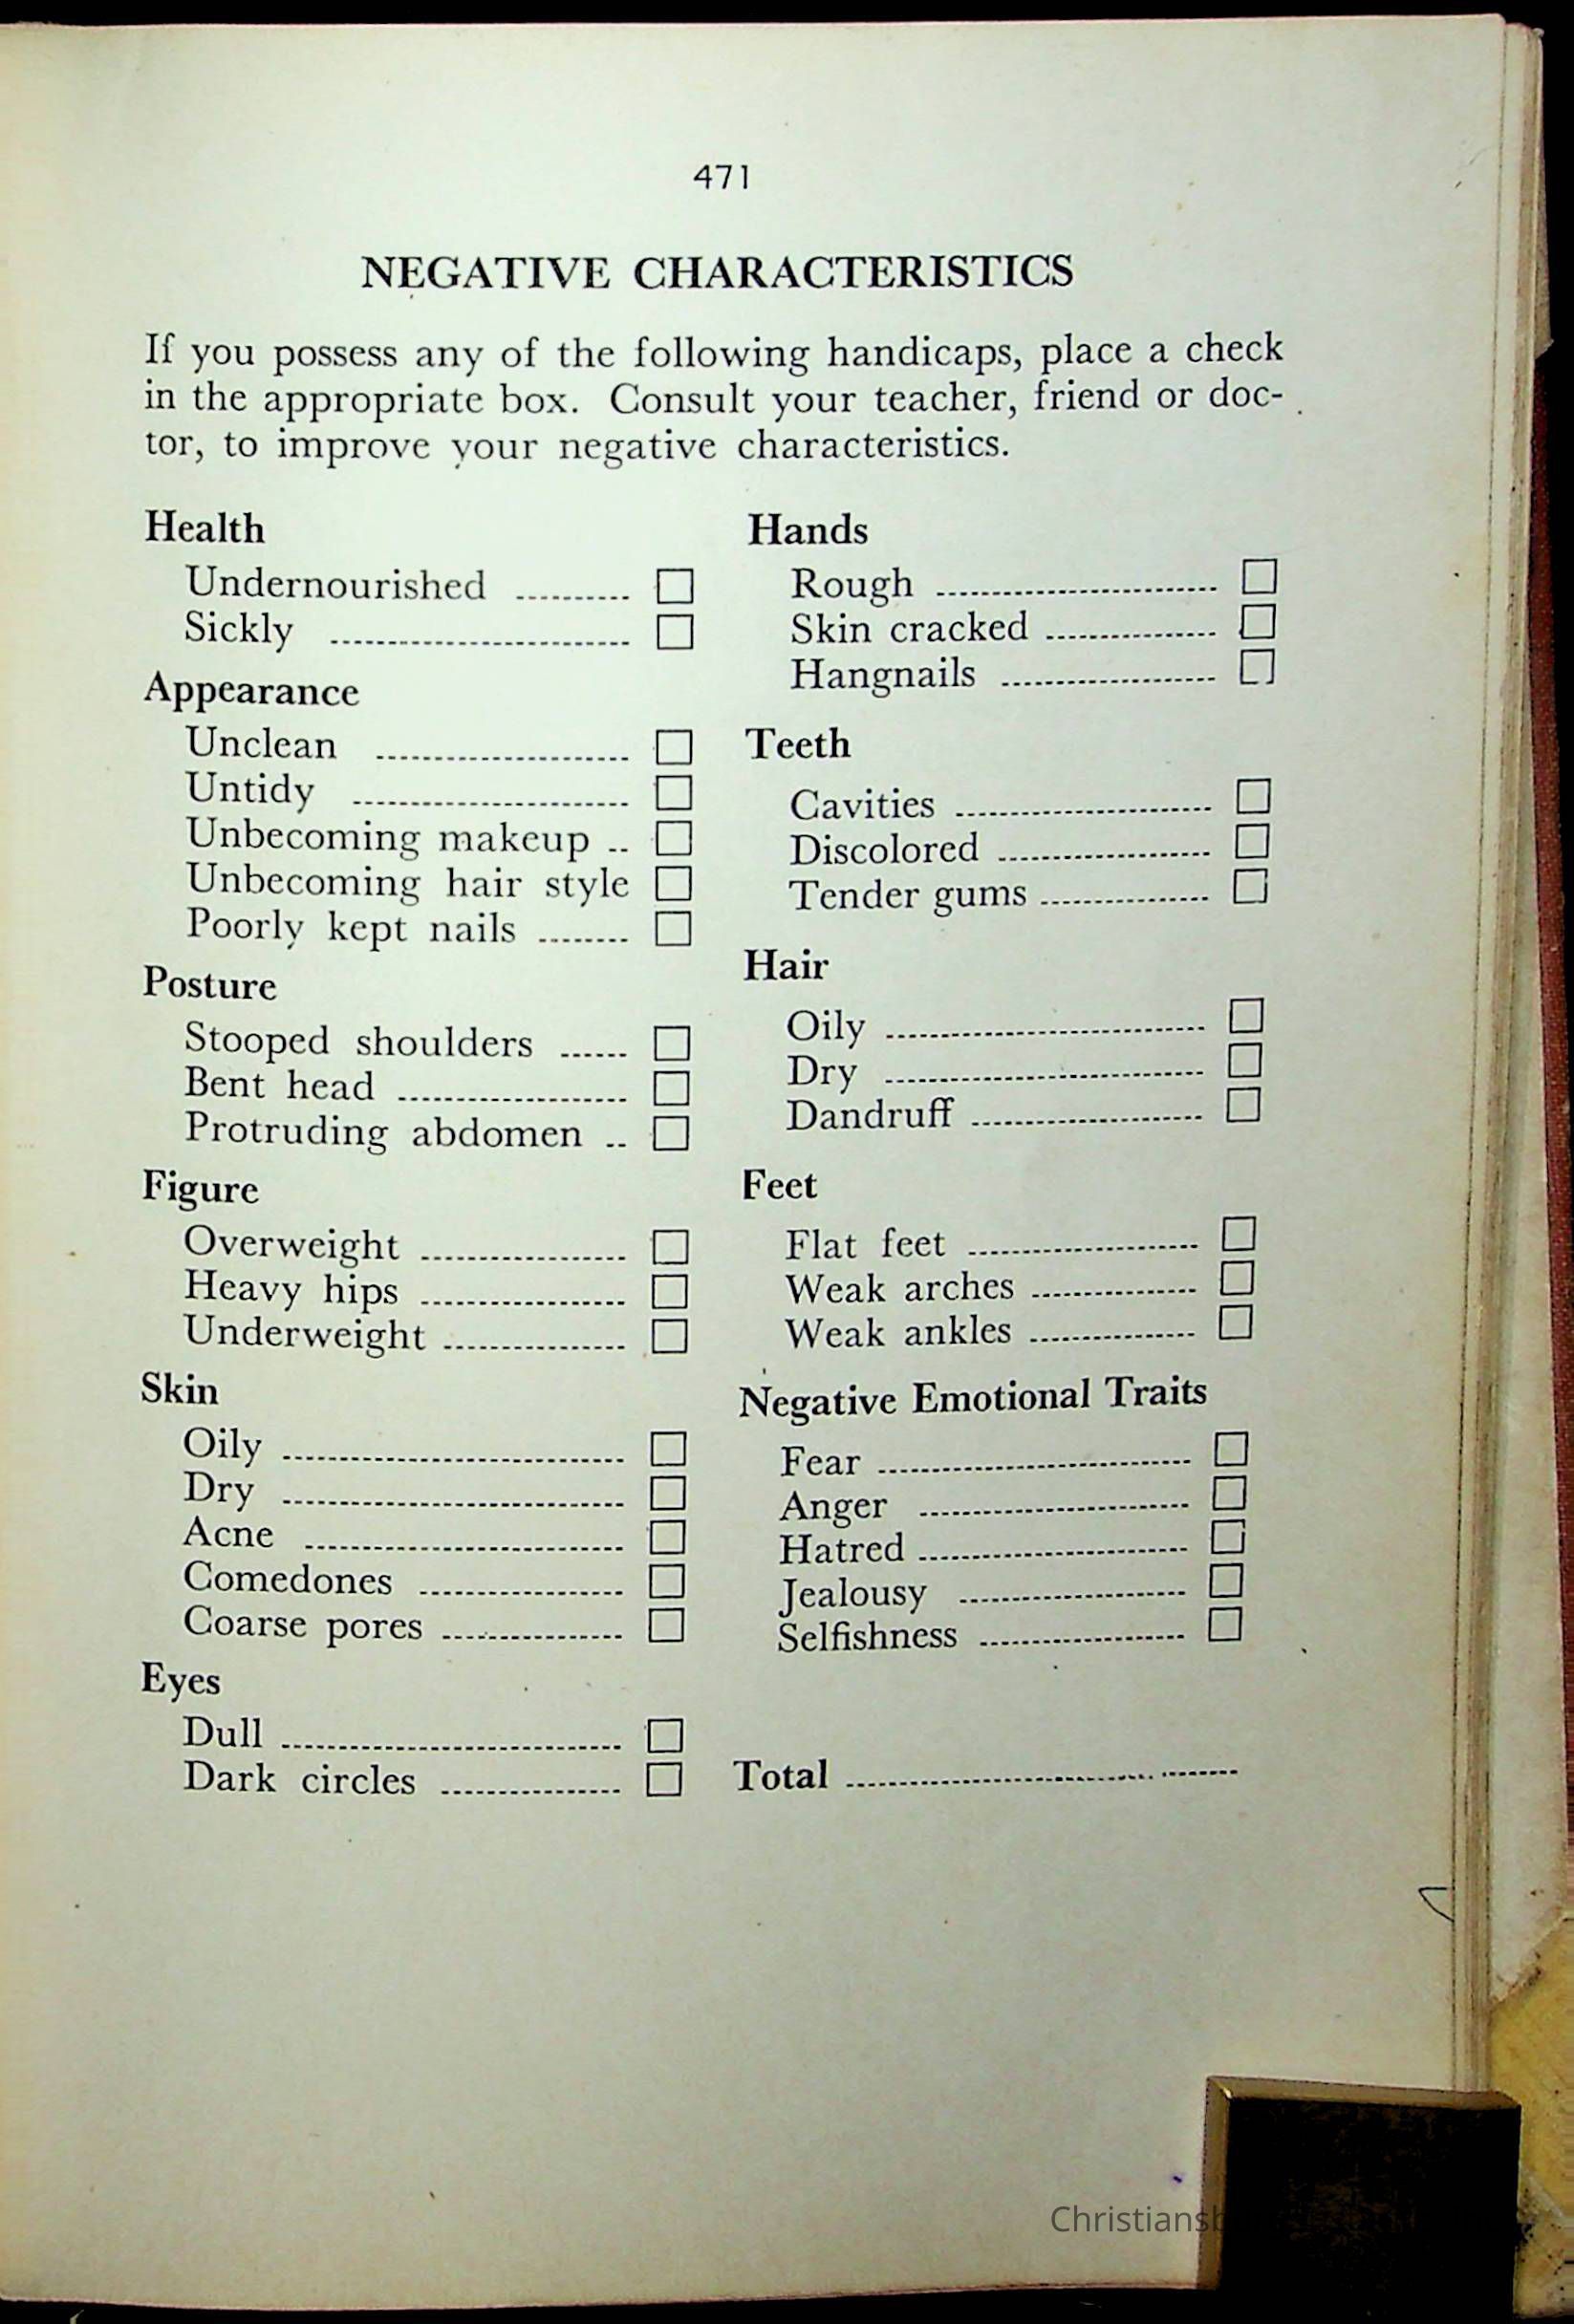 471
NEGATIVE CHARACTERISTICS
If you possess any of the following handicaps, place a check
in the appropriate box. Consult your teacher, friend or doc-
tor, to improve your negative characteristics.
Health
Undernourished ..........
Sickly ..........................
Appearance
Unclean ......................
Untidy ........................
Unbecoming makeup ..
Unbecoming hair style
Poorly kept nails ........
Posture
Stooped shoulders ......
Bent head ....................
Protruding abdomen ..
Figure
Overweight ..................
Heavy hips ..................
Underweight ................
Skin
Oily ..............................
Dry ..............................
Acne ............................
Comedones ..................
Coarse pores ................
Eyes
Dull ..............................
Dark circles ................
Hands
Rough ..........................
Skin cracked ................
Hangnails ....................
Teeth
Cavities ........................
Discolored ....................
Tender gums ................
Hair
Oily ..............................
Dry ..............................
Dandruff ......................
Feet
Flat feet ......................
Weak arches ................
Weak ankles ................
Negative Emotional Traits
Fear ..............................
Anger ..........................
Hatred ..........................
Jealousy ......................
Selfishness ....................
Total ......................................